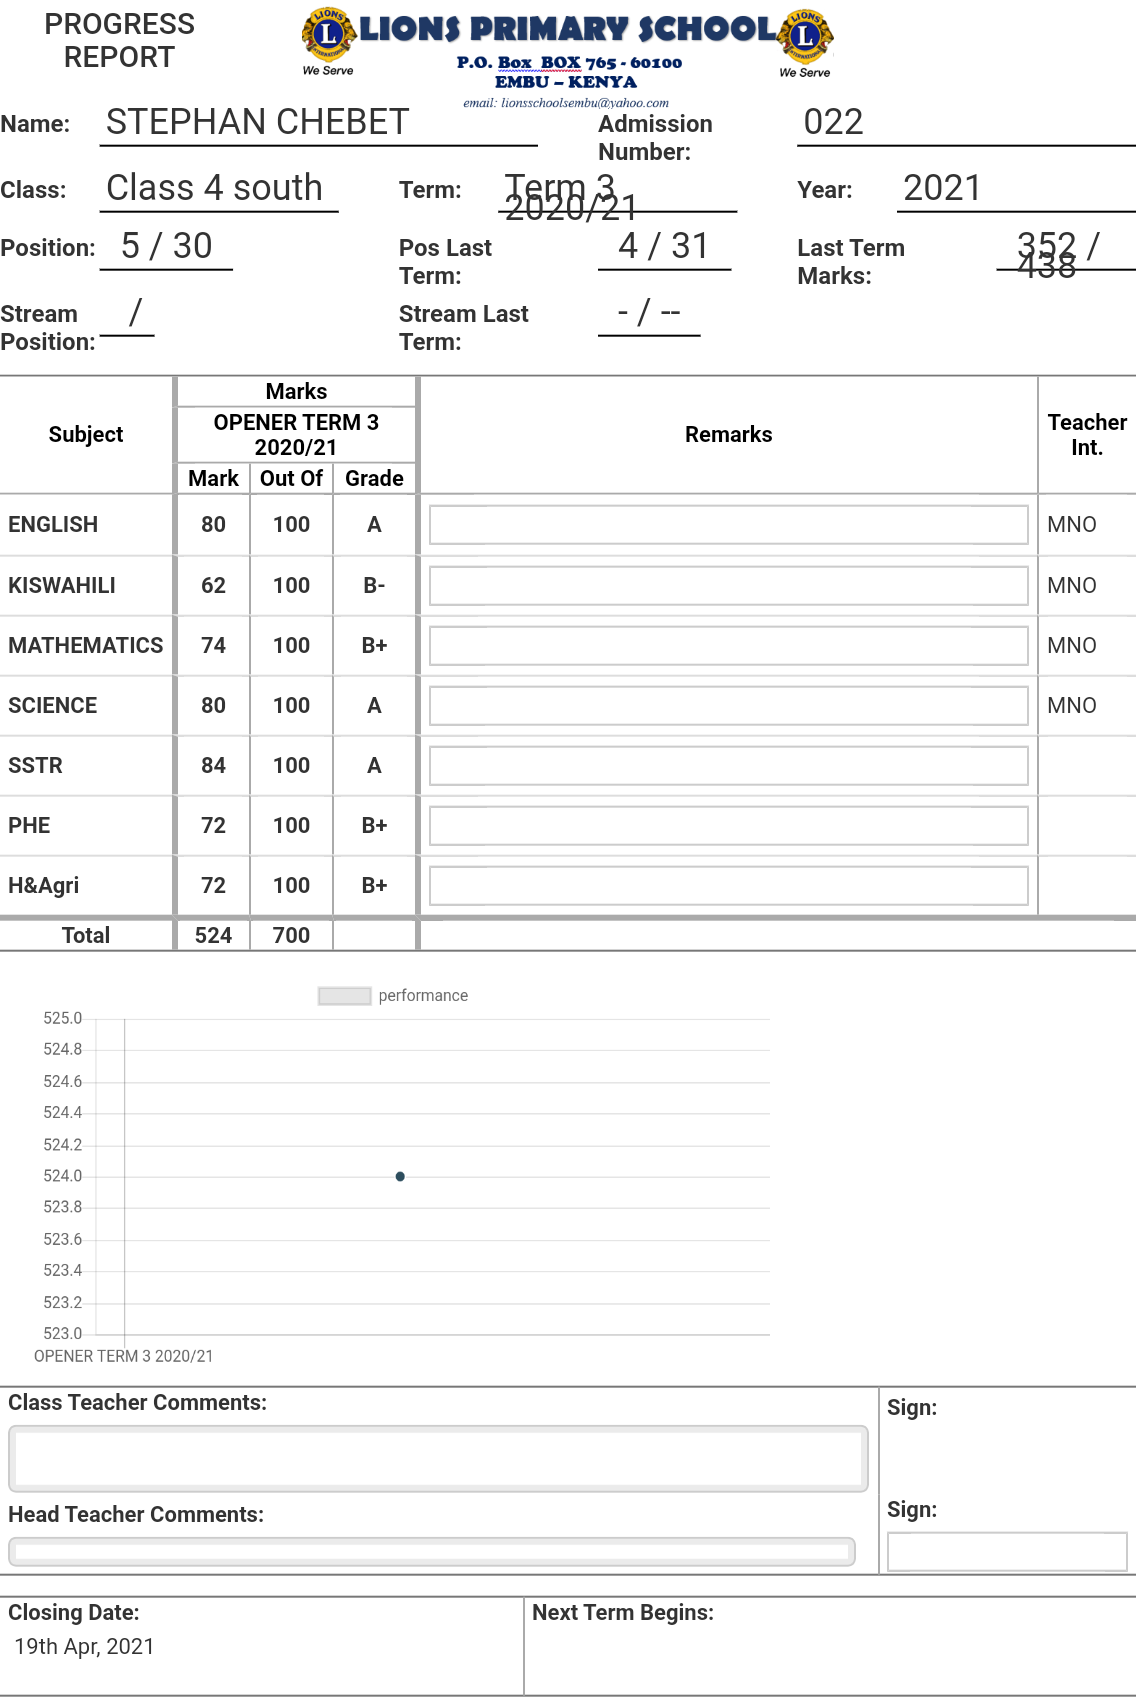 PROGRESS
REPORT
LIONS PRIMARY SCHOOL
We Serve
We Serve
P.O. Box BOX 765 - 60100
EMBU – KENYA
email: lionsschoolsembu@yahoo.com
Name: STEPHAN CHEBET Admission Number: 022
Class: Class 4 south Term: Term 3 2020/21 Year: 2021
Position: 5 / 30 Pos Last Term: 4 / 31 Last Term Marks: 352 / 438
Stream Position: / Stream Last Term: - / --
Subject Marks Remarks Teacher Int.
OPENER TERM 3 2020/21
Mark Out Of Grade
ENGLISH 80 100 A MNO
KISWAHILI 62 100 B- MNO
MATHEMATICS 74 100 B+ MNO
SCIENCE 80 100 A MNO
SSTR 84 100 A
PHE 72 100 B+
H&Agri 72 100 B+
Total 524 700
performance
525.0
524.8
524.6
524.4
524.2
524.0
523.8
523.6
523.4
523.2
523.0
OPENER TERM 3 2020/21
Class Teacher Comments:
Sign:
Head Teacher Comments:
Sign:
Closing Date: Next Term Begins:
19th Apr, 2021